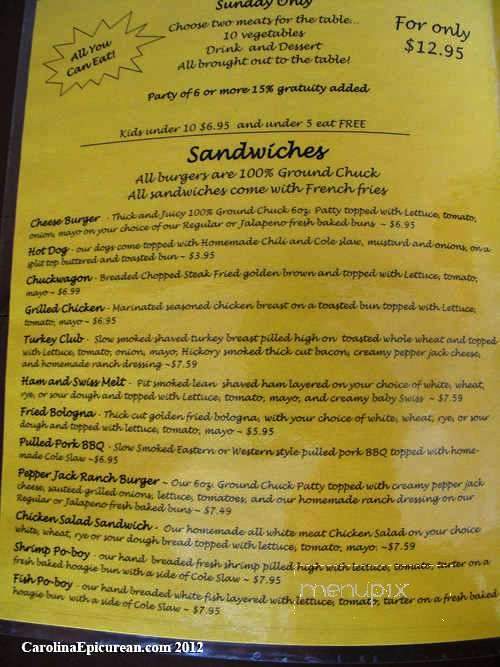 Sunday Only
Choose two meats for the table...
10 vegetables
Drink and Dessert
All brought out to the table!
All You
Can Eat!
For only
$12.95
Party of 6 or more 15% gratuity added
Kids under 10 $6.95 and under 5 eat FREE
Sandwiches
All burgers are 100% Ground Chuck
All sandwiches come with French fries
Cheese Burger - Thick and Juicy 100% Ground Chuck 6oz. Patty topped with Lettuce, tomato,
onion, mayo on your choice of our Regular or Jalapeno fresh baked buns ~ $6.95
Hot Dog - our dogs come topped with Homemade Chili and Cole slaw, mustard and onions, on a
split top buttered and toasted bun ~ $3.95
Chuckwagon - Breaded Chopped Steak Fried golden brown and topped with Lettuce, tomato,
mayo ~ $6.99
Grilled Chicken - Marinated seasoned chicken breast on a toasted bun topped with Lettuce,
tomato, mayo ~ $6.95
Turkey Club - Slow smoked shaved turkey breast pilled high on toasted whole wheat and topped
with Lettuce, tomato, onion, mayo, Hickory smoked thick cut bacon, creamy pepper jack cheese,
and homemade ranch dressing ~$7.59
Ham and Swiss Melt - Pit smoked lean shaved ham layered on your choice of white, wheat,
rye, or sour dough and topped with Lettuce, tomato, mayo, and creamy baby Swiss ~ $7.59
Fried Bologna - Thick cut golden fried bologna, with your choice of white, wheat, rye, or sour
dough and topped with lettuce, tomato, mayo ~ $5.95
Pulled Pork BBQ - Slow Smoked Eastern or Western style pulled pork BBQ topped with home-
made Cole Slaw ~$6.95
Pepper Jack Ranch Burger ~ Our 6oz. Ground Chuck Patty topped with creamy pepper jack
cheese, sauteed grilled onions, lettuce, tomatoes, and our homemade ranch dressing on our
Regular or Jalapeno fresh baked buns ~ $7.49
Chicken Salad Sandwich - Our homemade all white meat Chicken Salad on your choice
white, wheat, rye or sour dough bread topped with lettuce, tomato, mayo. ~$7.59
Shrimp Po-boy - our hand breaded fresh shrimp pilled high with lettuce, tomato, tarter on a
fresh baked hoagie bun with a side of Cole Slaw ~ $7.95
Fish Po-boy - our hand breaded white fish layered with lettuce, tomato, tarter on a fresh baked
hoagie bun with a side of Cole Slaw ~ $7.95
menupix
CarolinaEpicurean.com 2012